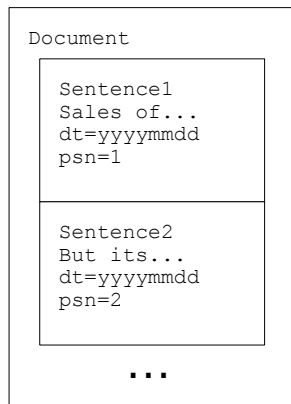 Document
Sentence1
Sales of...
dt=yyyymmdd
psn=1
Sentence2
But its...
dt=yyyymmdd
psn=2
...